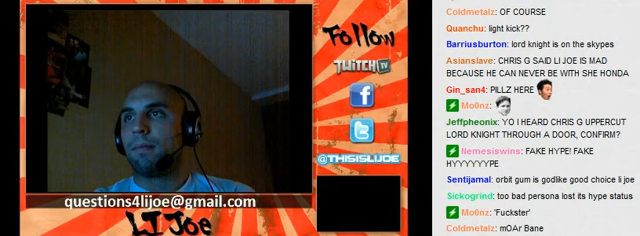 Follow
TWITCH TV
@THISISLIJOE
questions4lijoe@gmail.com
LI JOE
Coldmetalz: OF COURSE
Quanchu: light kick??
Barriusburton: lord knight is on the skypes
Asianslave: CHRIS G SAID LI JOE IS MAD
BECAUSE HE CAN NEVER BE WITH SHE HONDA
Gin_san4: PILLZ HERE
Mo0nz:
Jeffpheonix: YO I HEARD CHRIS G UPPERCUT
LORD KNIGHT THROUGH A DOOR, CONFIRM?
Nemesiswins: FAKE HYPE! FAKE
HYYYYYYPE
Sentijamal: orbit gum is godlike good choice li joe
Sickogrind: too bad persona lost its hype status
Mo0nz: 'Fuckster'
Coldmetalz: mOAr Bane